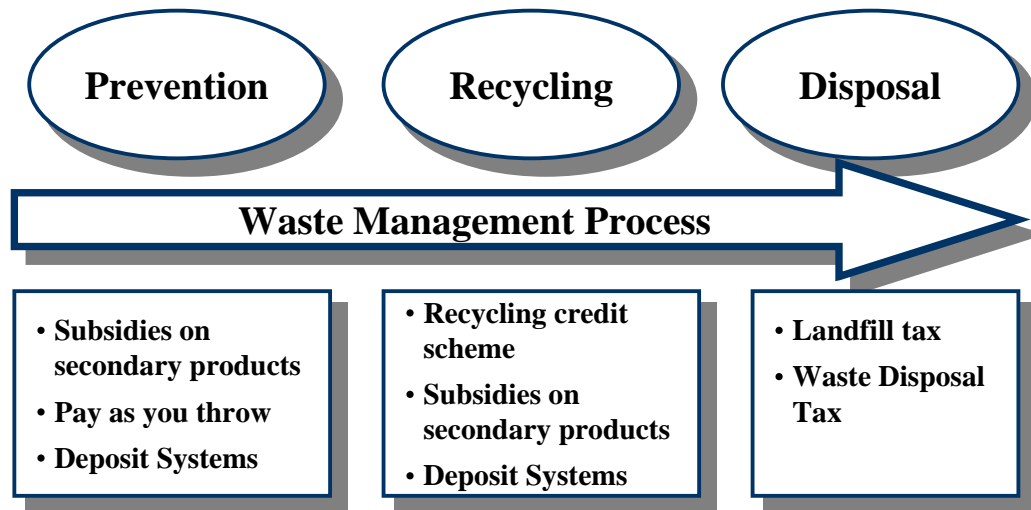 Prevention
Recycling
Disposal
Waste Management Process
• Subsidies on
secondary products
• Pay as you throw
• Deposit Systems
• Recycling credit
scheme
• Subsidies on
secondary products
• Deposit Systems
• Landfill tax
• Waste Disposal
Tax